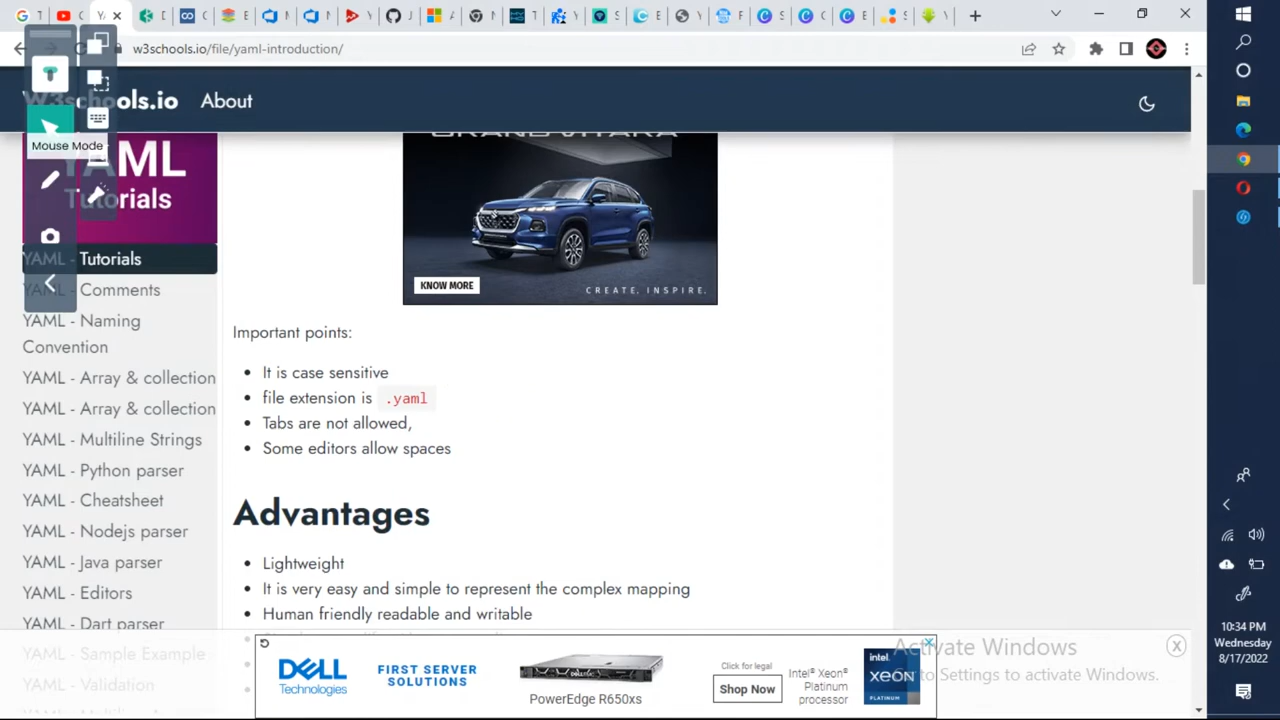 w3schools.io/file/yaml-introduction/
W3schools.io
About
Mouse Mode
YAML
Tutorials
YAML - Tutorials
YAML - Comments
YAML - Naming
Convention
YAML - Array & collection
YAML - Array & collection
YAML - Multiline Strings
YAML - Python parser
YAML - Cheatsheet
YAML - Nodejs parser
YAML - Java parser
YAML - Editors
YAML - Dart parser
YAML - Sample Example
YAML - Validation
GRAND VITARA
KNOW MORE
CREATE. INSPIRE.
Important points:
It is case sensitive
file extension is .yaml
Tabs are not allowed,
Some editors allow spaces
Advantages
Lightweight
It is very easy and simple to represent the complex mapping
Human friendly readable and writable
DELL
Technologies
FIRST SERVER
SOLUTIONS
PowerEdge R650xs
Click for legal
Shop Now
Intel® Xeon®
Platinum
processor
intel.
XEON
PLATINUM
Activate Windows
to Settings to activate Windows.
10:34 PM
Wednesday
8/17/2022